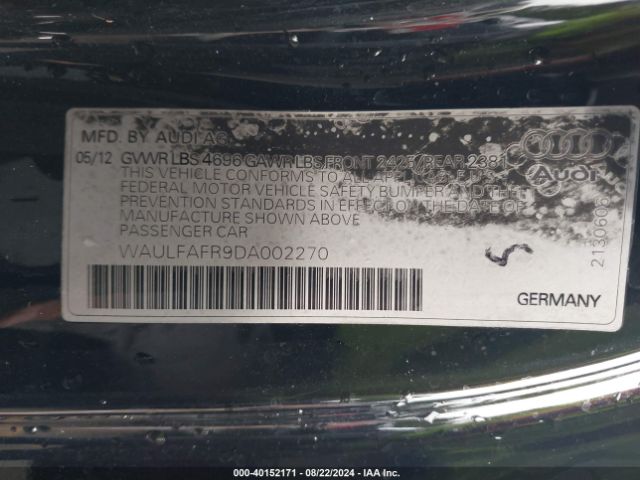 MFD. BY AUDI AG
05/12 GVWR LBS 4696 GAWR LBS FRONT 2425/REAR 2381
THIS VEHICLE CONFORMS TO ALL APPLICABLE
FEDERAL MOTOR VEHICLE SAFETY BUMPER AND THEFT
PREVENTION STANDARDS IN EFFECT ON THE DATE OF
MANUFACTURE SHOWN ABOVE
PASSENGER CAR
WAULFAFR9DA002270
Audi
2130606
GERMANY
000-40152171 - 08/22/2024 - IAA Inc.